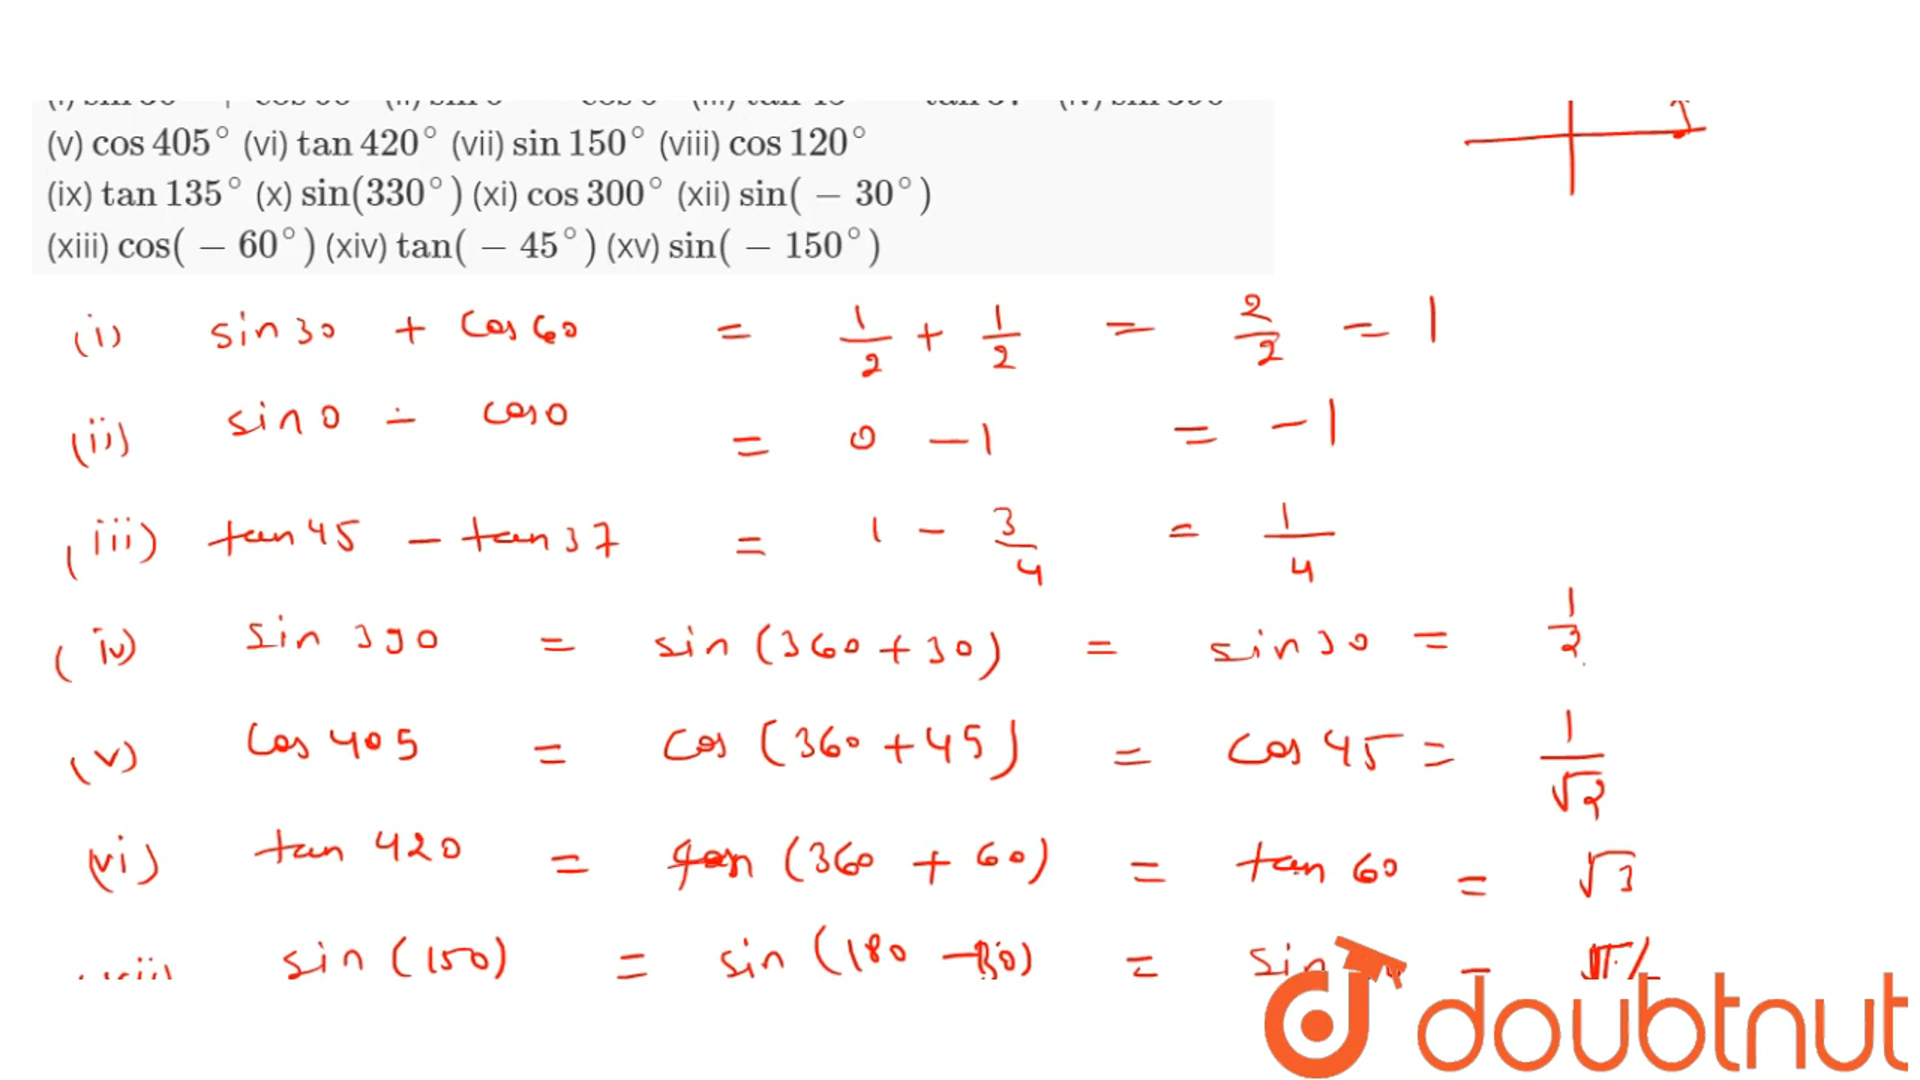 (v) cos 405° (vi) tan 420° (vii) sin 150° (viii) cos 120°
(ix) tan 135° (x) sin(330°) (xi) cos 300° (xii) sin( − 30°)
(xiii) cos( − 60°) (xiv) tan( − 45°) (xv) sin( − 150°)
(i) sin 30 + cos 60 = 1/2 + 1/2 = 2/2 = 1
(ii) sin 0 - cos 0 = 0 - 1 = -1
(iii) tan 45 - tan 37 = 1 - 3/4 = 1/4
(iv) sin 390 = sin (360 + 30) = sin 30 = 1/2
(v) cos 405 = cos (360 + 45) = cos 45 = 1/√2
(vi) tan 420 = tan (360 + 60) = tan 60 = √3
sin (150) = sin (180 - 30) = sin =
doubtnut